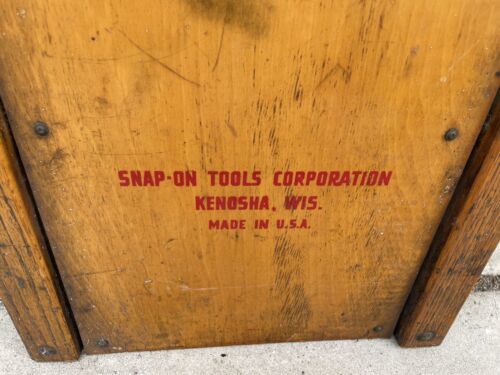 SNAP-ON TOOLS CORPORATION
KENOSHA, WIS.
MADE IN U.S.A.